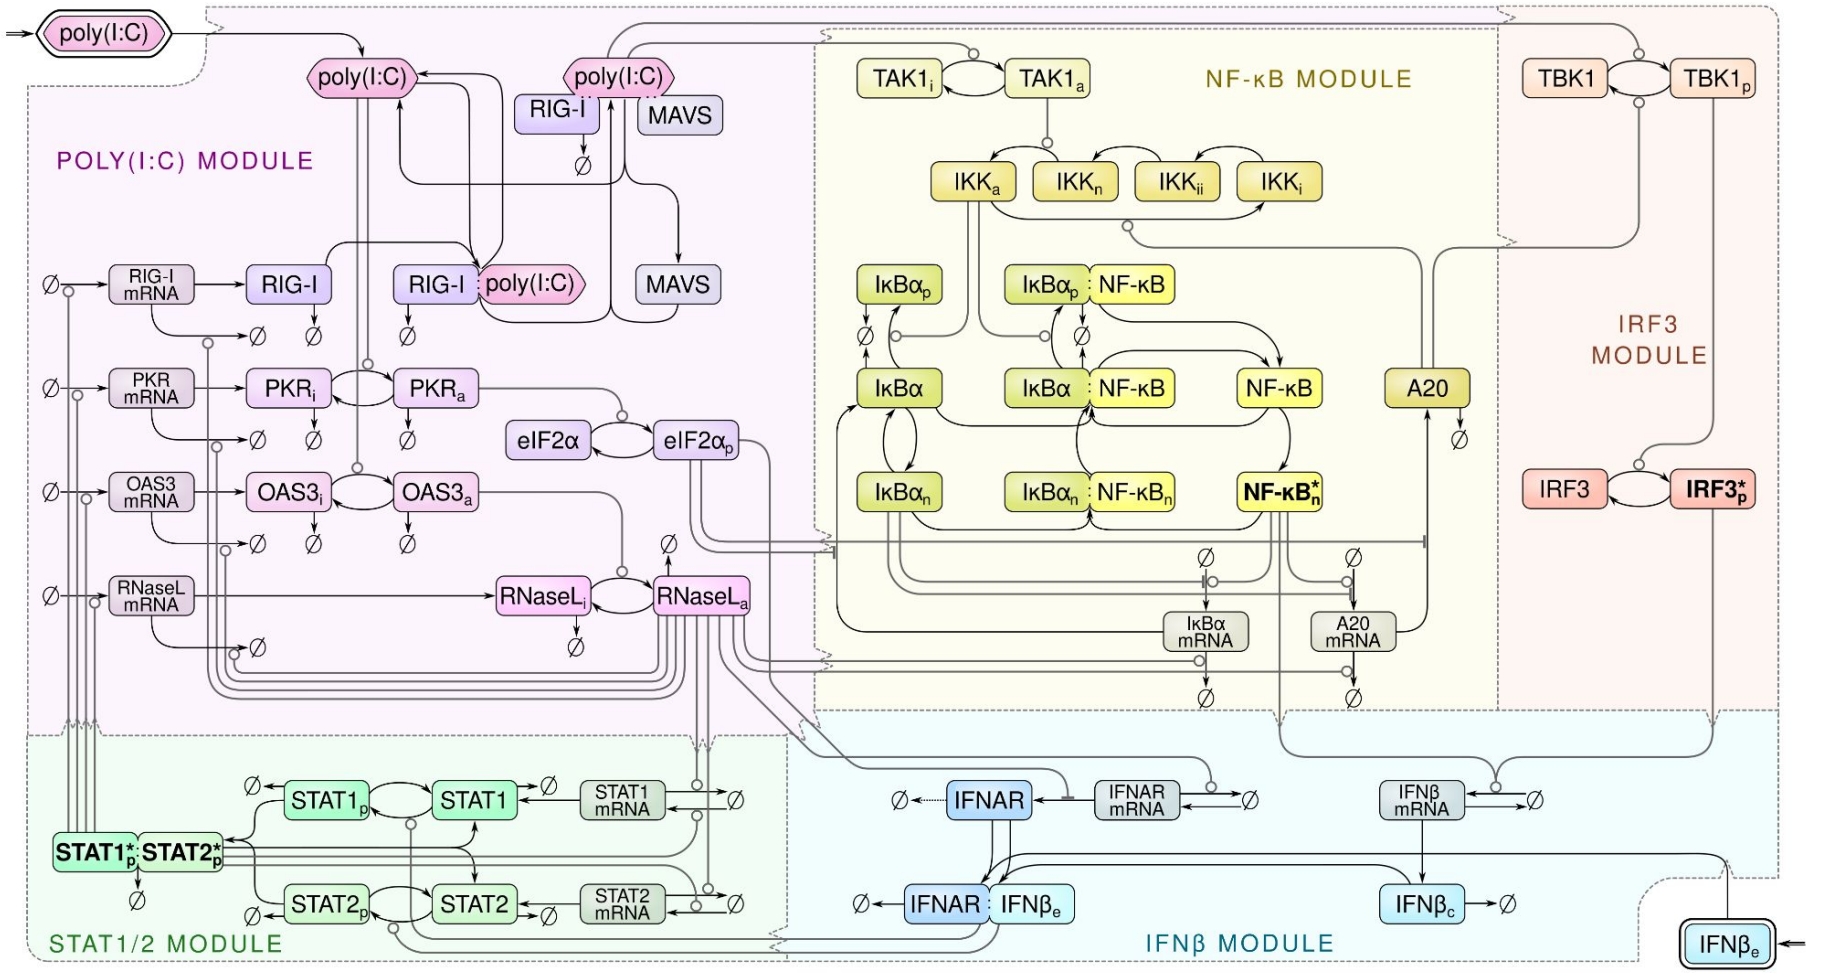 poly(I:C)
poly(I:C)
poly(I:C)
RIG-I
MAVS
∅
POLY(I:C) MODULE
TAK1i
TAK1a
NF-κB MODULE
TBK1
TBK1p
IKKa
IKKn
IKKii
IKKi
∅
RIG-I
mRNA
RIG-I
RIG-I
poly(I:C)
MAVS
∅
∅
∅
IκBαp
IκBαp
NF-κB
∅
∅
IRF3
MODULE
∅
PKR
mRNA
PKRi
PKRa
∅
∅
∅
eIF2α
eIF2αp
IκBα
IκBα
NF-κB
NF-κB
A20
∅
∅
OAS3
mRNA
OAS3i
OAS3a
∅
∅
∅
IκBαn
IκBαn
NF-κBn
NF-κB*n
IRF3
IRF3*p
∅
∅
∅
∅
RNaseL
mRNA
RNaseLi
RNaseLa
∅
∅
IκBα
mRNA
A20
mRNA
∅
∅
∅
STAT1p
STAT1
∅
STAT1
mRNA
∅
STAT1*p
STAT2*p
∅
∅
STAT2p
STAT2
∅
STAT2
mRNA
∅
STAT1/2 MODULE
∅
IFNAR
IFNAR
mRNA
∅
IFNβ
mRNA
∅
∅
IFNAR
IFNβe
IFNβc
∅
IFNβ MODULE
IFNβe